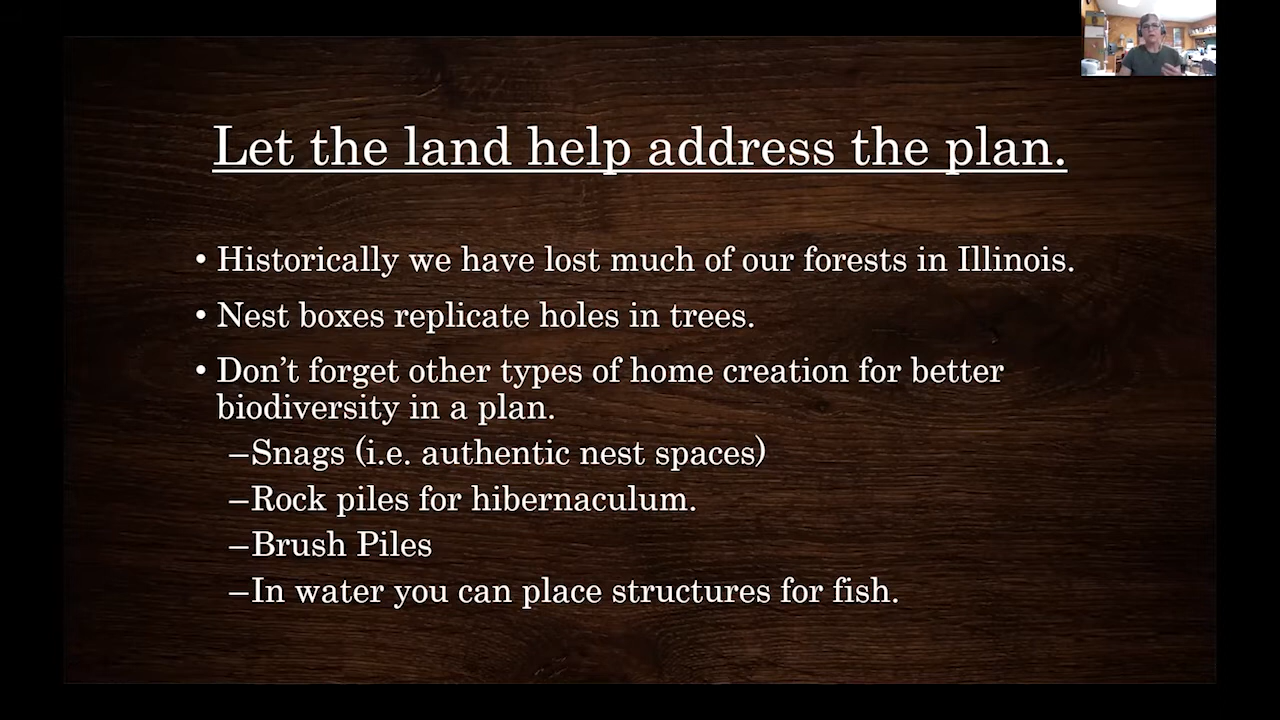 Let the land help address the plan.
• Historically we have lost much of our forests in Illinois.
• Nest boxes replicate holes in trees.
• Don’t forget other types of home creation for better
biodiversity in a plan.
–Snags (i.e. authentic nest spaces)
–Rock piles for hibernaculum.
–Brush Piles
–In water you can place structures for fish.